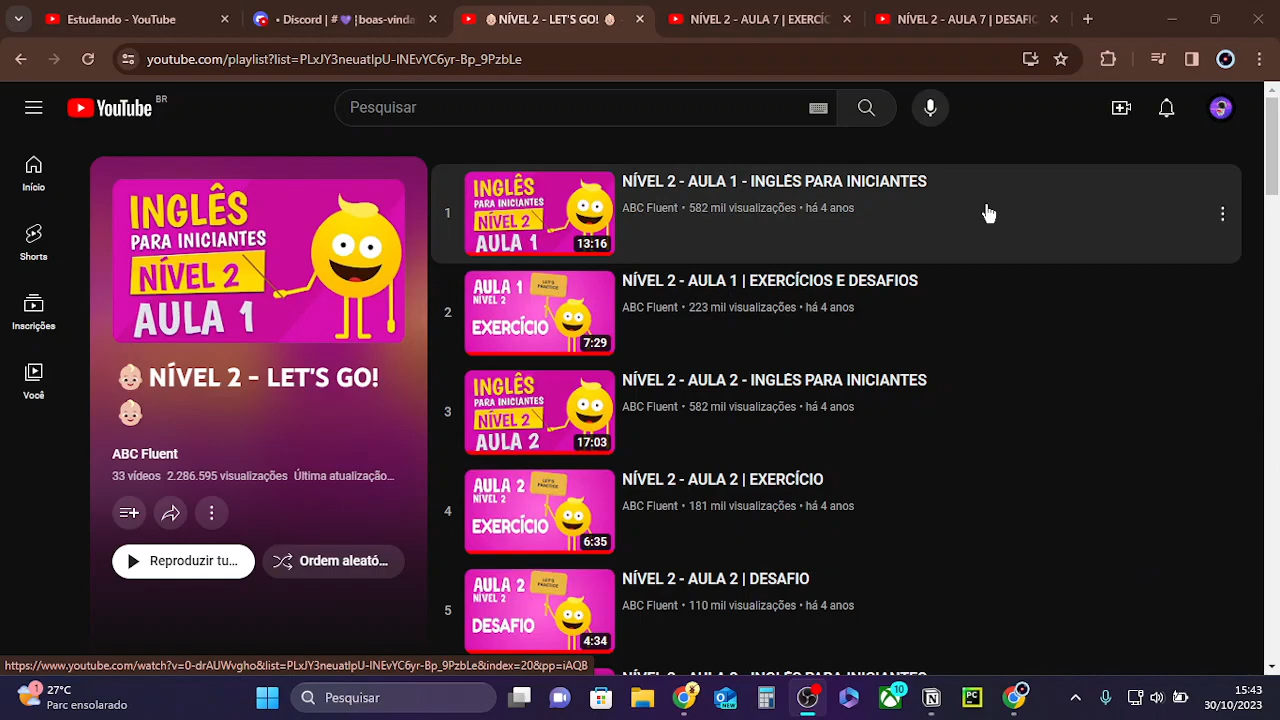 Estudando - YouTube
• Discord | #💜 |boas-vinda
👶🏻NÍVEL 2 - LET'S GO! 👶🏻
NÍVEL 2 - AULA 7 | EXERCÍC
NÍVEL 2 - AULA 7 | DESAFIO
youtube.com/playlist?list=PLxJY3neuatlpU-lNEvYC6yr-Bp_9PzbLe
YouTube
BR
Pesquisar
Início
Shorts
Inscrições
Você
INGLÊS
PARA INICIANTES
NÍVEL 2
AULA 1
👶🏻NÍVEL 2 - LET'S GO!
👶🏻
ABC Fluent
33 vídeos 2.286.595 visualizações Última atualização...
Reproduzir tu...
Ordem aleató...
1
INGLÊS
PARA INICIANTES
NÍVEL 2
AULA 1
13:16
NÍVEL 2 - AULA 1 - INGLÊS PARA INICIANTES
ABC Fluent • 582 mil visualizações • há 4 anos
2
AULA 1
NÍVEL 2
LET'S
PRACTICE
EXERCÍCIO
7:29
NÍVEL 2 - AULA 1 | EXERCÍCIOS E DESAFIOS
ABC Fluent • 223 mil visualizações • há 4 anos
3
INGLÊS
PARA INICIANTES
NÍVEL 2
AULA 2
17:03
NÍVEL 2 - AULA 2 - INGLÊS PARA INICIANTES
ABC Fluent • 582 mil visualizações • há 4 anos
4
AULA 2
NÍVEL 2
LET'S
PRACTICE
EXERCÍCIO
6:35
NÍVEL 2 - AULA 2 | EXERCÍCIO
ABC Fluent • 181 mil visualizações • há 4 anos
5
AULA 2
NÍVEL 2
LET'S
PRACTICE
DESAFIO
4:34
NÍVEL 2 - AULA 2 | DESAFIO
ABC Fluent • 110 mil visualizações • há 4 anos
https://www.youtube.com/watch?v=0-drAUWvgho&list=PLxJY3neuatlpU-lNEvYC6yr-Bp_9PzbLe&index=20&pp=iAQB
1
27°C
Parc ensolarado
Pesquisar
NEW
10
PC
15:43
30/10/2023